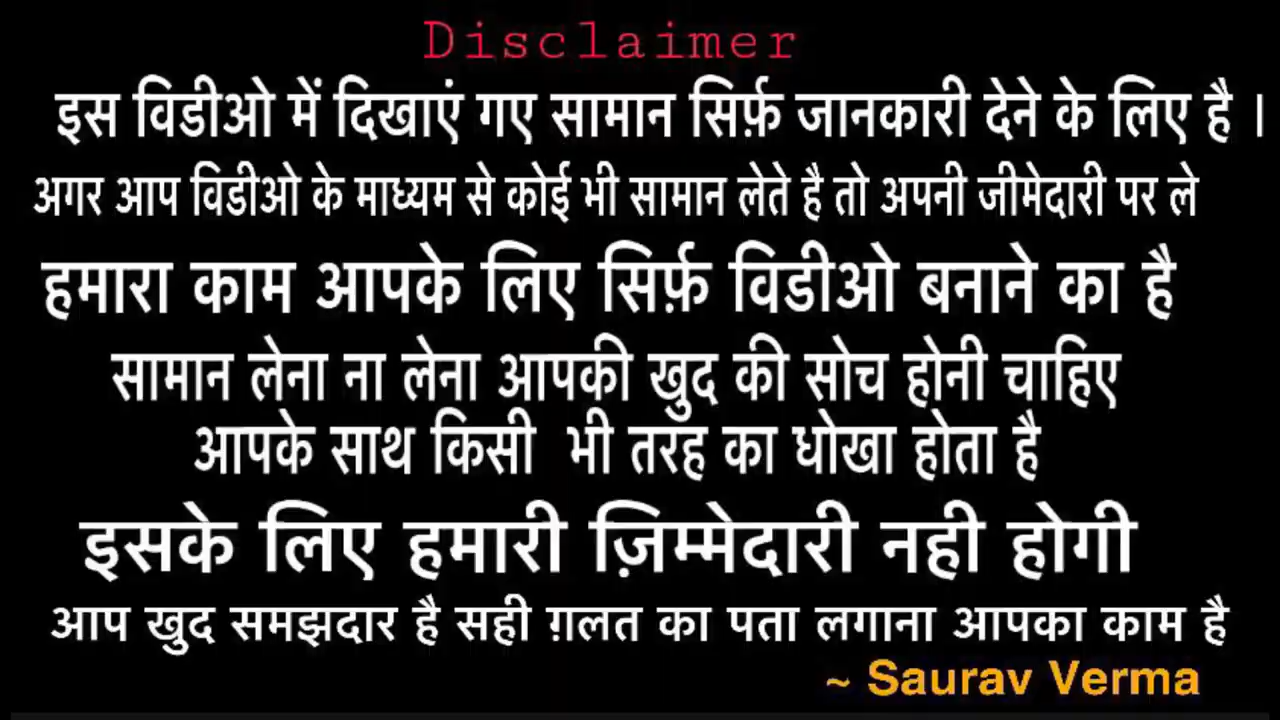 Disclaimer
इस विडीओ में दिखाएं गए सामान सिर्फ़ जानकारी देने के लिए है ।
अगर आप विडीओ के माध्यम से कोई भी सामान लेते है तो अपनी जीमेदारी पर ले
हमारा काम आपके लिए सिर्फ़ विडीओ बनाने का है
सामान लेना ना लेना आपकी खुद की सोच होनी चाहिए
आपके साथ किसी भी तरह का धोखा होता है
इसके लिए हमारी ज़िम्मेदारी नही होगी
आप खुद समझदार है सही ग़लत का पता लगाना आपका काम है
~ Saurav Verma